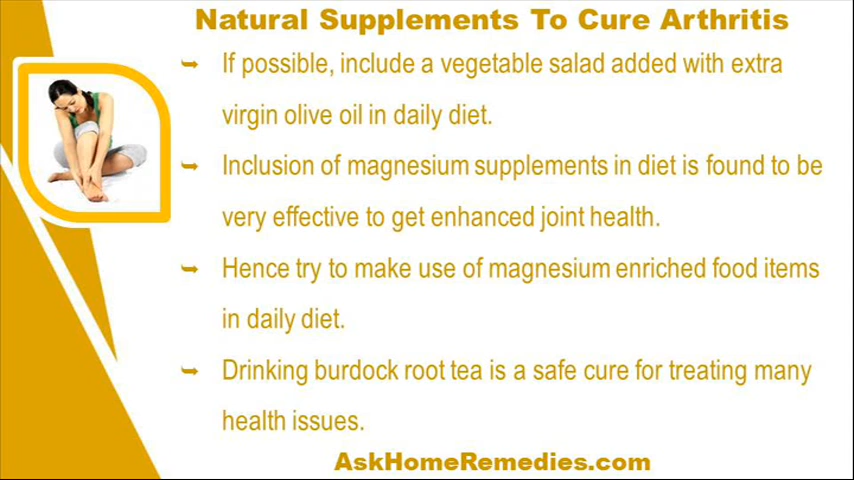 Natural Supplements To Cure Arthritis
➥ If possible, include a vegetable salad added with extra
virgin olive oil in daily diet.
➥ Inclusion of magnesium supplements in diet is found to be
very effective to get enhanced joint health.
➥ Hence try to make use of magnesium enriched food items
in daily diet.
➥ Drinking burdock root tea is a safe cure for treating many
health issues.
AskHomeRemedies.com